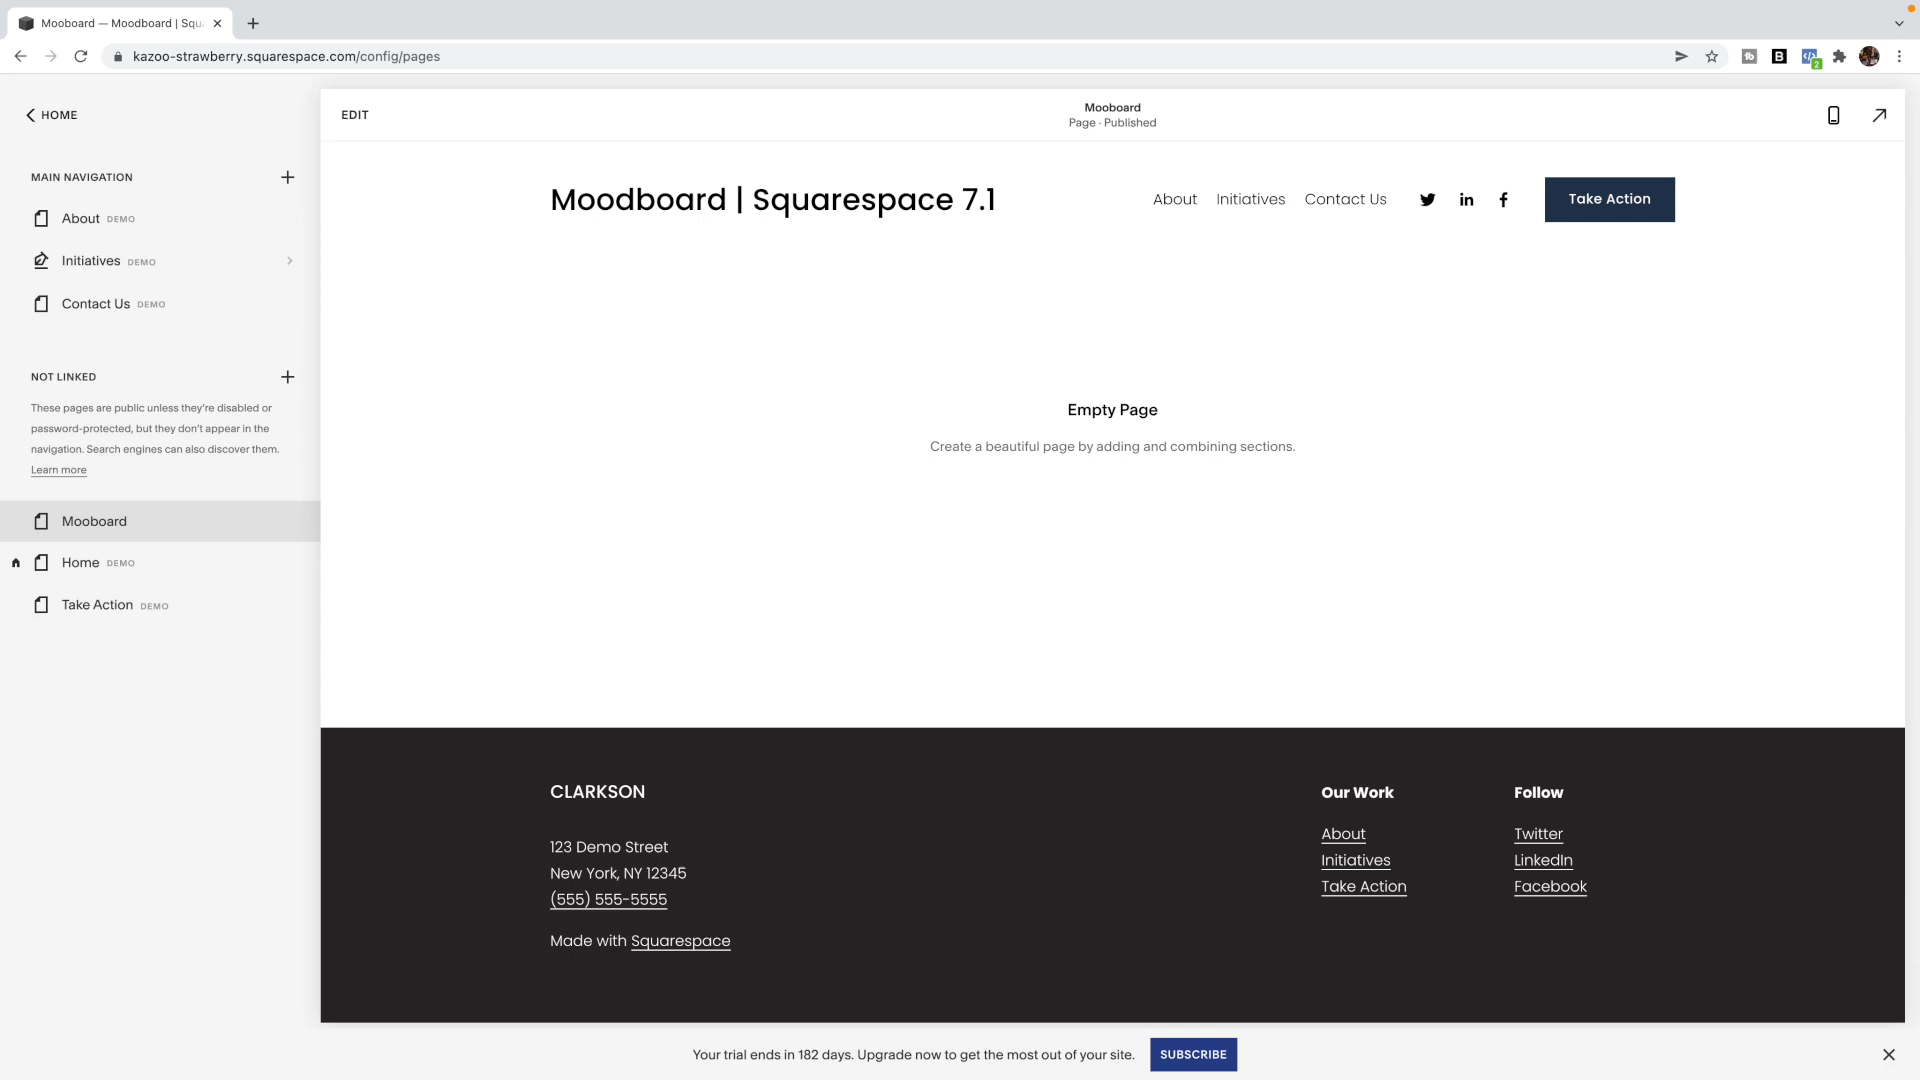 Mooboard — Moodboard | Squ
kazoo-strawberry.squarespace.com/config/pages
2
HOME
MAIN NAVIGATION
About DEMO
Initiatives DEMO
Contact Us DEMO
NOT LINKED
These pages are public unless they're disabled or
password-protected, but they don't appear in the
navigation. Search engines can also discover them.
Learn more
Mooboard
Home DEMO
Take Action DEMO
EDIT
Mooboard
Page · Published
Moodboard | Squarespace 7.1
About Initiatives Contact Us
Take Action
Empty Page
Create a beautiful page by adding and combining sections.
CLARKSON
123 Demo Street
New York, NY 12345
(555) 555-5555
Made with Squarespace
Our Work
About
Initiatives
Take Action
Follow
Twitter
LinkedIn
Facebook
Your trial ends in 182 days. Upgrade now to get the most out of your site.
SUBSCRIBE